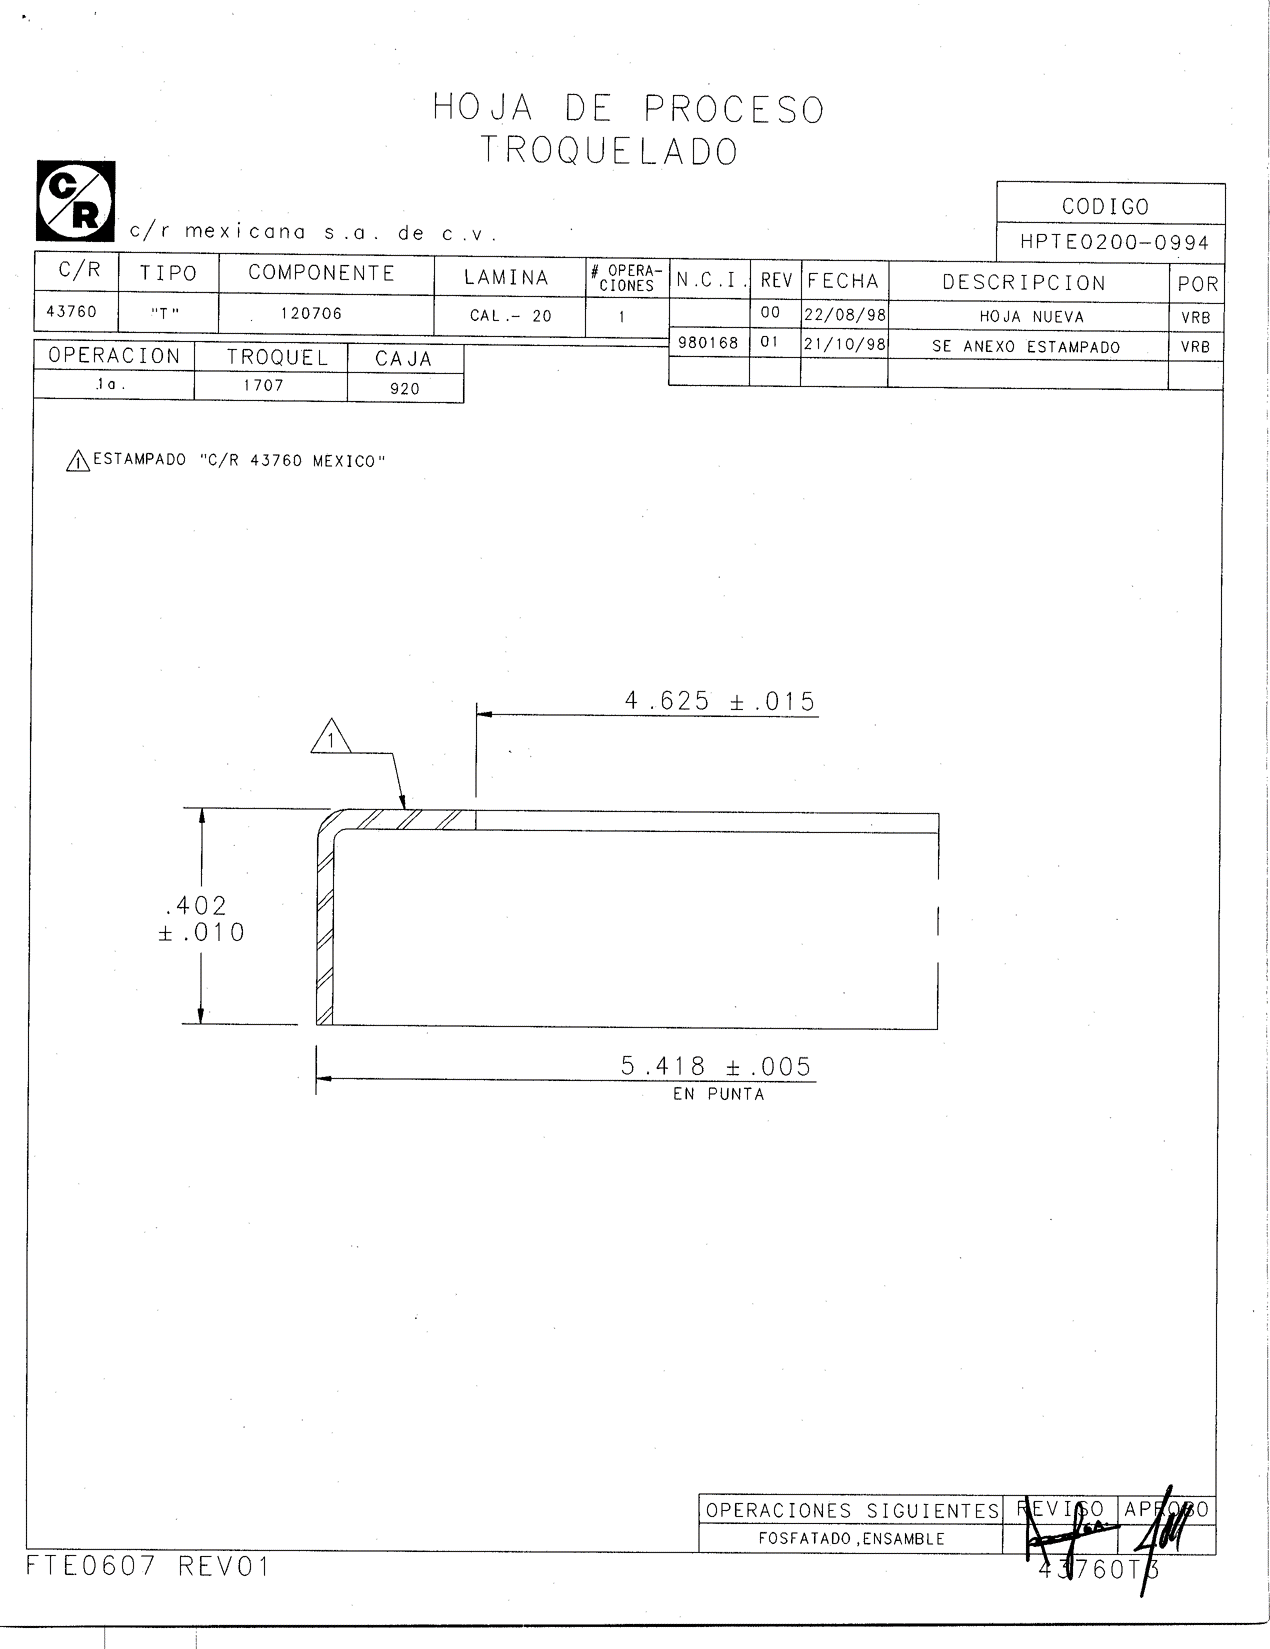 HOJA DE PROCESO
TROQUELADO
C/R
c/r mexicana s.a. de c.v.
CODIGO
HPTE0200-0994
C/R TIPO COMPONENTE LAMINA # OPERA-CIONES N.C.I. REV FECHA DESCRIPCION POR
43760 "T" 120706 CAL.- 20 1 00 22/08/98 HOJA NUEVA VRB
980168 01 21/10/98 SE ANEXO ESTAMPADO VRB
OPERACION TROQUEL CAJA
1a. 1707 920
1 ESTAMPADO "C/R 43760 MEXICO"
4.625 ±.015
1
.402
±.010
5.418 ±.005
EN PUNTA
OPERACIONES SIGUIENTES REVISO APROBO
FOSFATADO,ENSAMBLE
FTE0607 REV01
43760T3